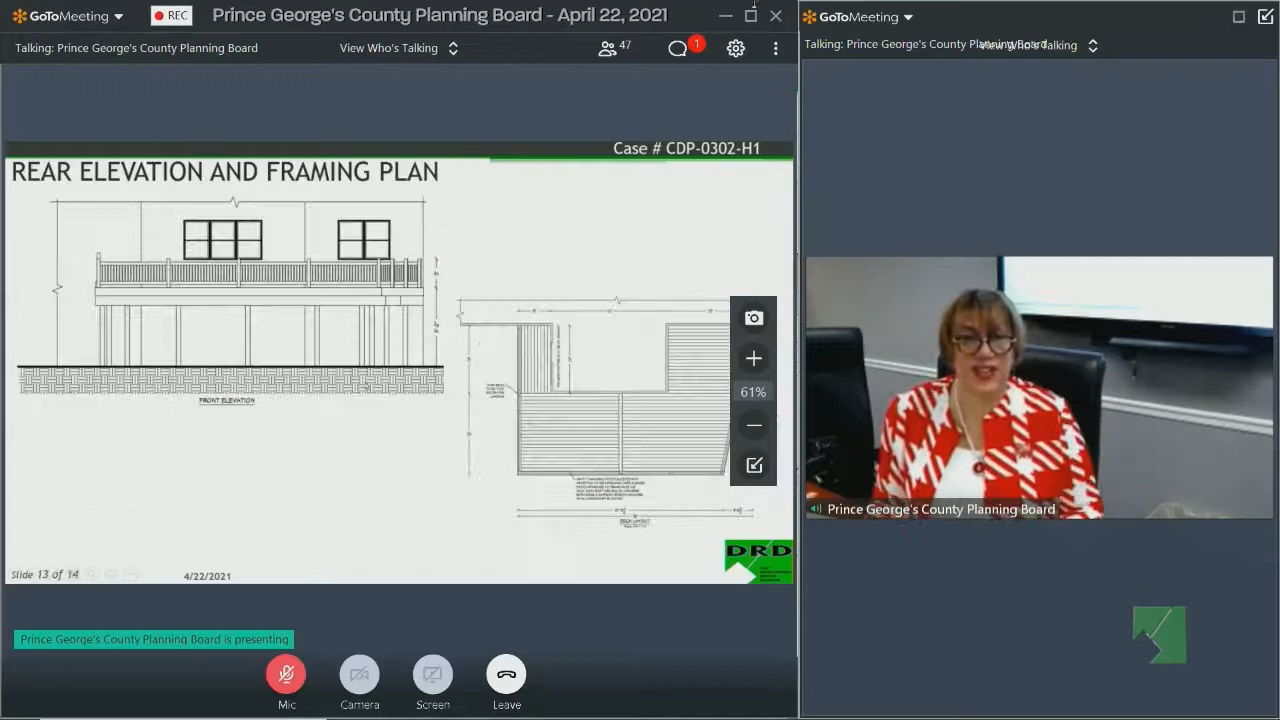 GoToMeeting
REC
Prince George's County Planning Board - April 22, 2021
Talking: Prince George's County Planning Board
View Who's Talking
47
1
Case # CDP-0302-H1
REAR ELEVATION AND FRAMING PLAN
FRONT ELEVATION
DECK LAYOUT
61%
DRD
Slide 13 of 14
4/22/2021
Prince George's County Planning Board is presenting
Mic
Camera
Screen
Leave
GoToMeeting
Talking: Prince George's County Planning Board
View Who's Talking
Prince George's County Planning Board